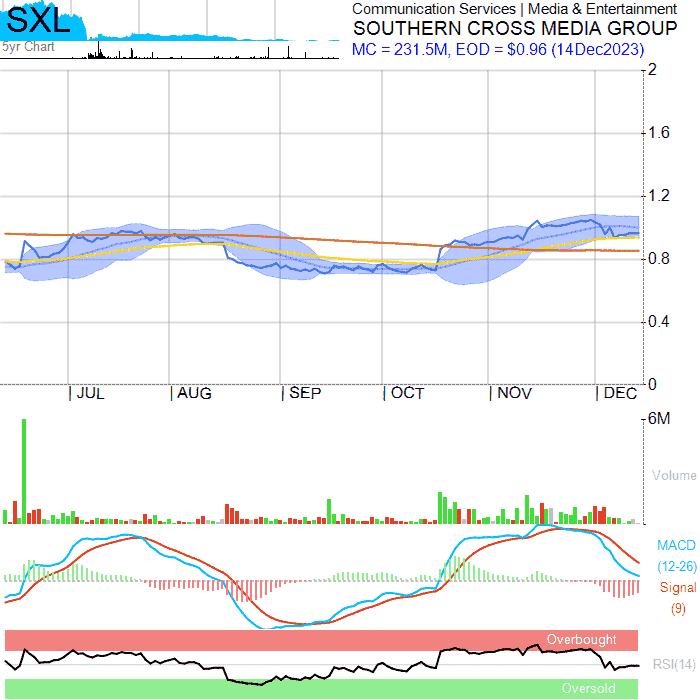 SXL
5yr Chart
Communication Services | Media & Entertainment
SOUTHERN CROSS MEDIA GROUP
MC = 231.5M, EOD = $0.96 (14Dec2023)
2
1.6
1.2
0.8
0.4
0
| JUL | AUG | SEP | OCT | NOV | DEC
6M
Volume
MACD
(12-26)
Signal
(9)
Overbought
RSI(14)
Oversold